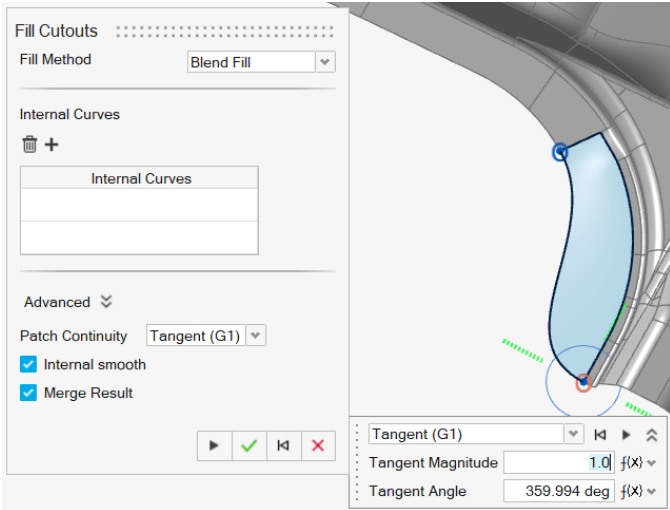 Fill Cutouts
Fill Method
Blend Fill
Internal Curves
Internal Curves
Advanced
Patch Continuity
Tangent (G1)
Internal smooth
Merge Result
Tangent (G1)
Tangent Magnitude
1.0
f(x)
Tangent Angle
359.994 deg
f(x)